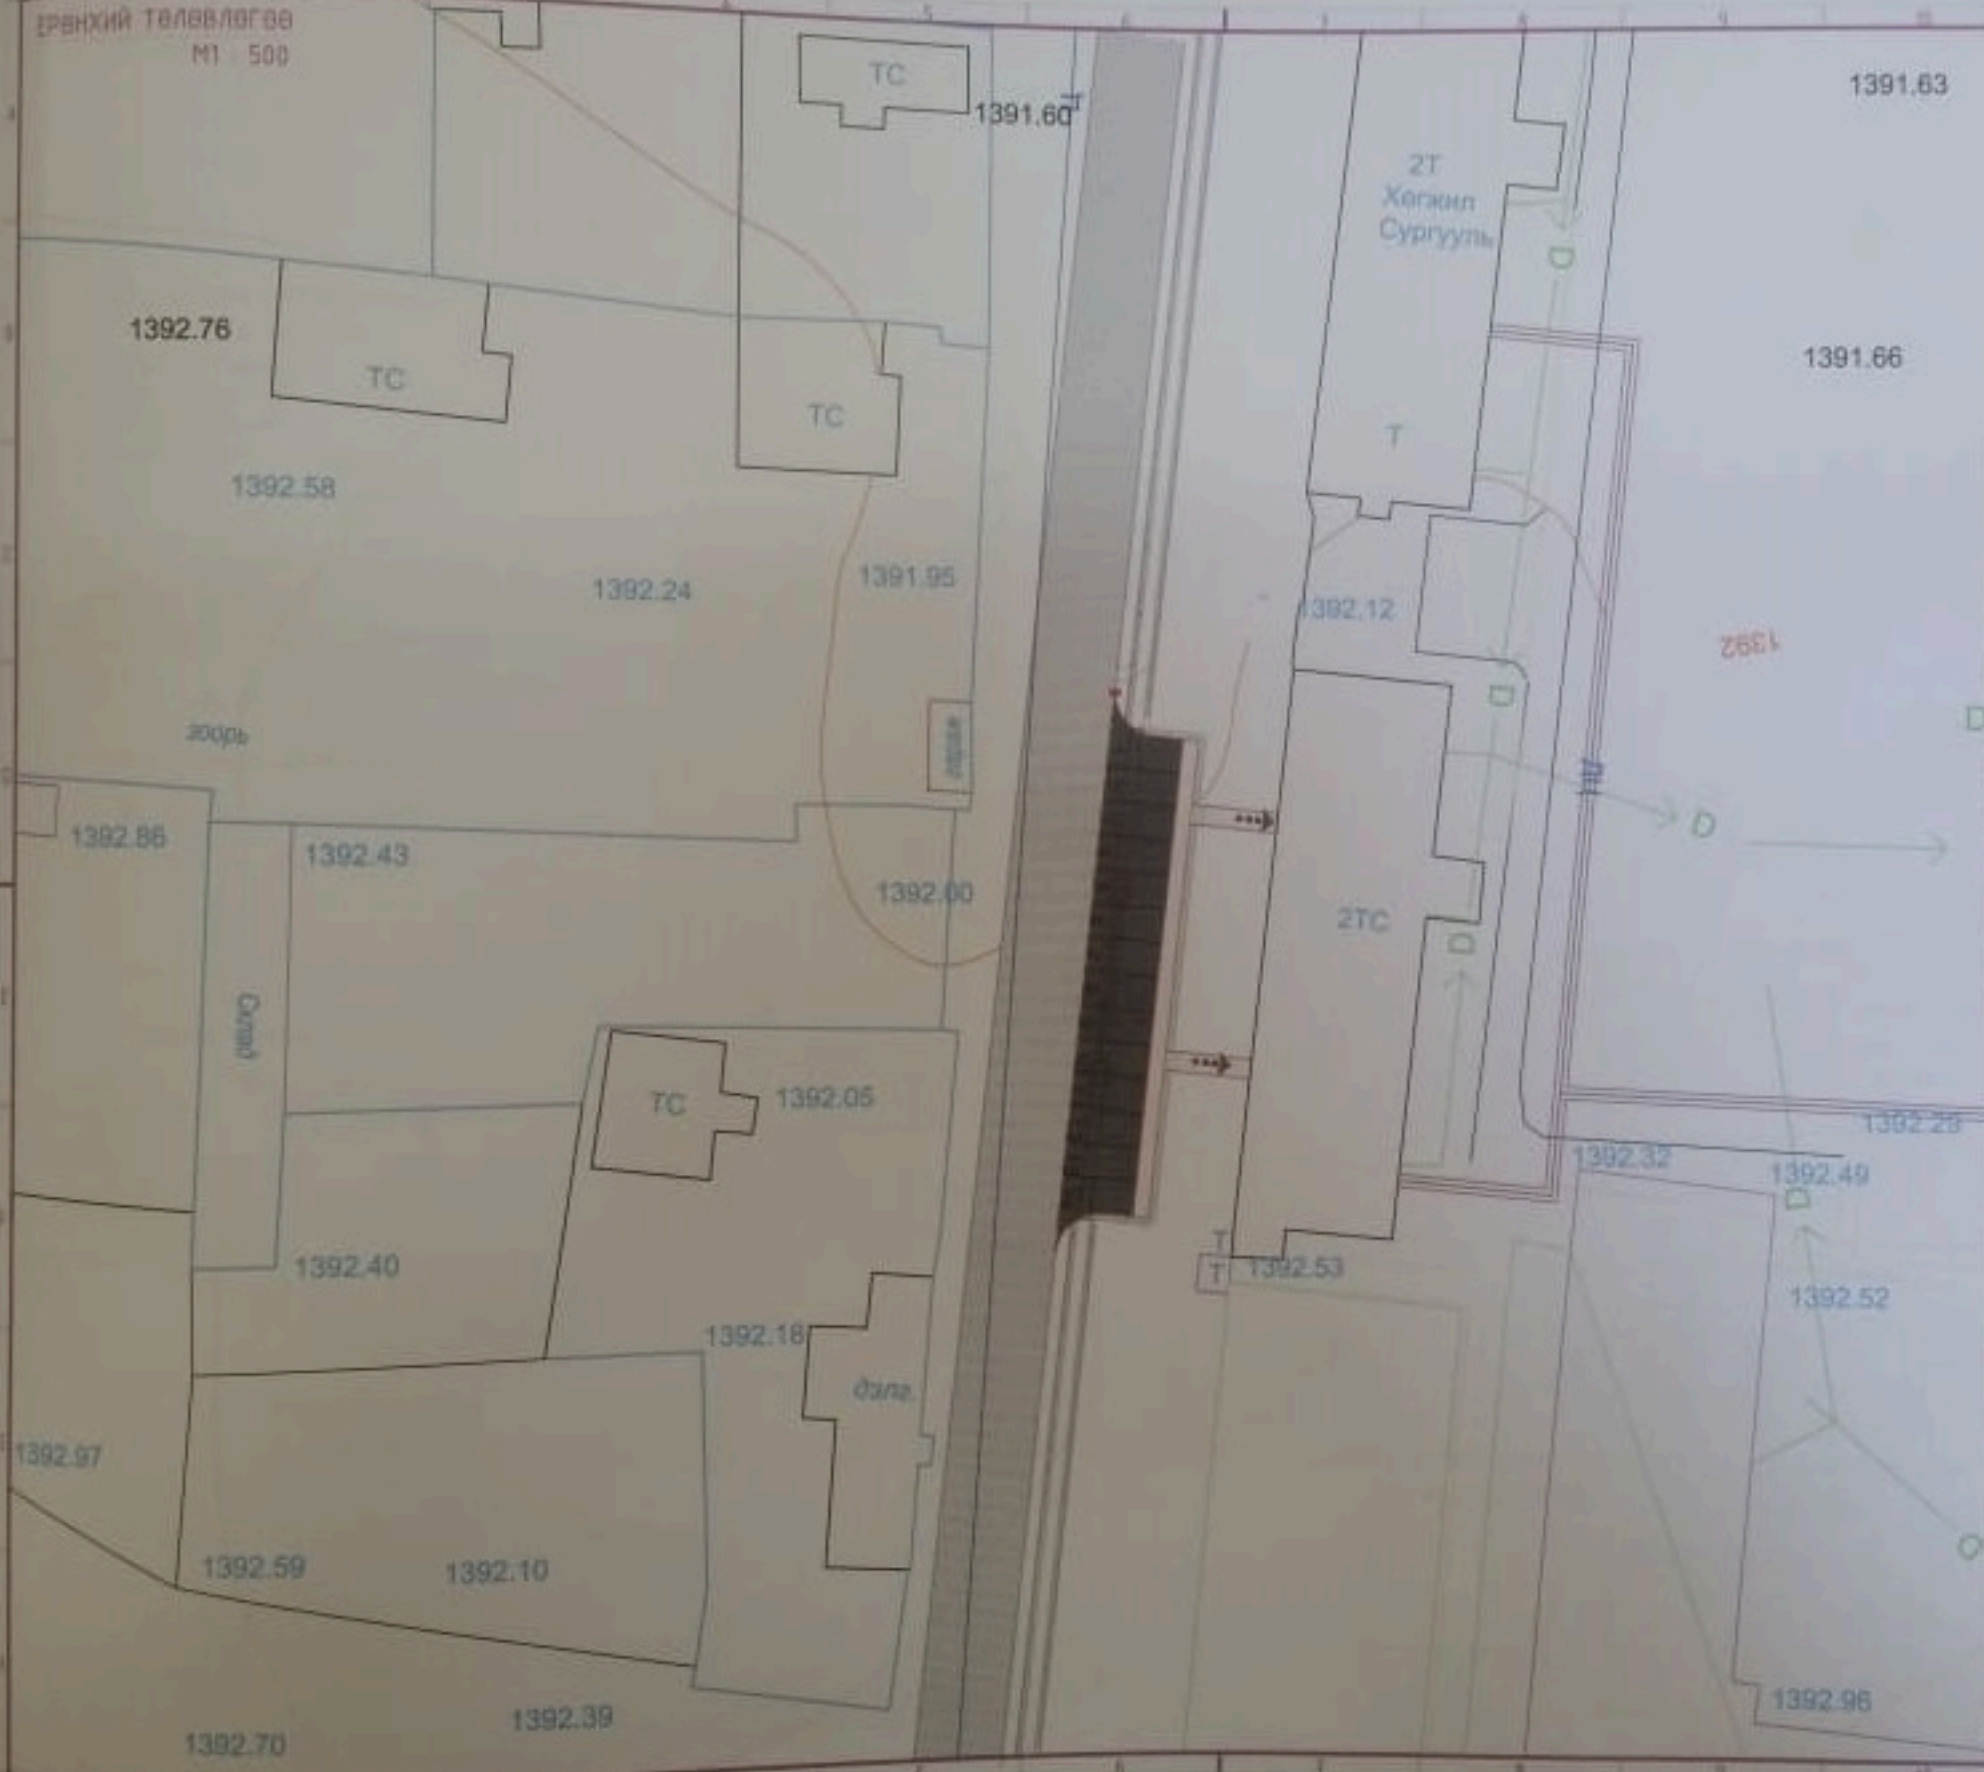 ЕРӨНХИЙ ТӨЛӨВЛӨГӨӨ
М1 : 500
ТС
1391.60
Т
1391.63
2Т
Хөгжил
Сургууль
D
1392.76
ТС
ТС
1391.66
Т
1392.58
1392.24
1391.95
1392.12
1392
зоорь
D
D
D
1392.86
1392.43
1392.00
2ТС
D
Склад
ТС
1392.05
1392.29
1392.32
1392.49
D
1392.40
Т
Т
1392.53
1392.52
1392.18
дэлг.
1392.97
1392.59
1392.10
1392.96
1392.39
1392.70